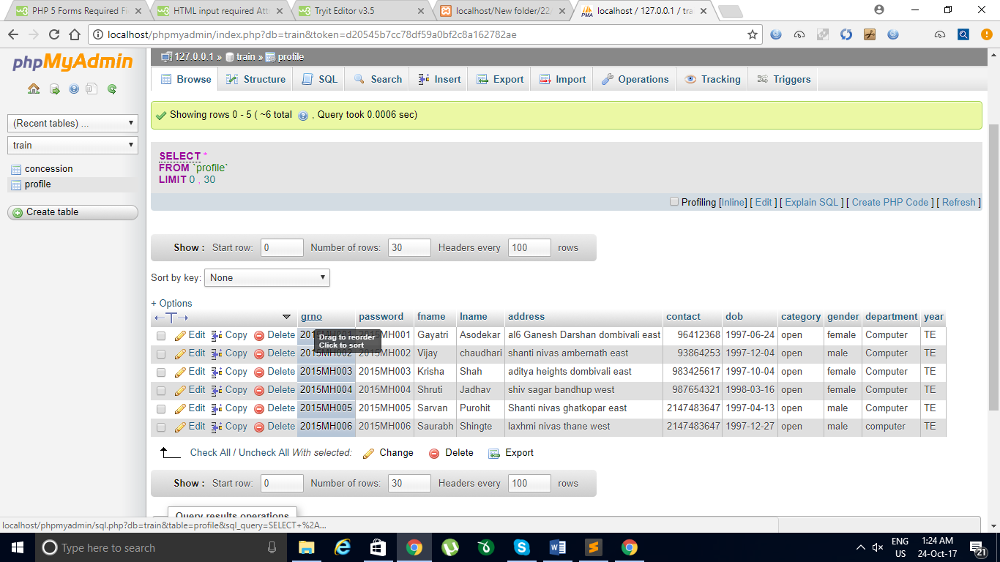 PHP 5 Forms Required Fi
HTML input required Att
Tryit Editor v3.5
localhost/New folder/22,
localhost / 127.0.0.1 / tra
localhost/phpmyadmin/index.php?db=train&token=d20545b7cc78df59a0bf2c8a162782ae
phpMyAdmin
(Recent tables) ...
train
concession
profile
Create table
127.0.0.1 » train » profile
Browse Structure SQL Search Insert Export Import Operations Tracking Triggers
Showing rows 0 - 5 ( ~6 total , Query took 0.0006 sec)
SELECT *
FROM `profile`
LIMIT 0 , 30
Profiling [Inline] [ Edit ] [ Explain SQL ] [ Create PHP Code ] [ Refresh ]
Show : Start row: 0 Number of rows: 30 Headers every 100 rows
Sort by key: None
+ Options
grno password fname lname address contact dob category gender department year
Edit Copy Delete 2015MH001 Gayatri Asodekar al6 Ganesh Darshan dombivali east 96412368 1997-06-24 open female Computer TE
Drag to reorder
Click to sort
Edit Copy Delete 2015MH002 2015MH002 Vijay chaudhari shanti nivas ambernath east 93864253 1997-12-04 open male Computer TE
Edit Copy Delete 2015MH003 2015MH003 Krisha Shah aditya heights dombivali east 983425617 1997-10-04 open female Computer TE
Edit Copy Delete 2015MH004 2015MH004 Shruti Jadhav shiv sagar bandhup west 987654321 1998-03-16 open female Computer TE
Edit Copy Delete 2015MH005 2015MH005 Sarvan Purohit Shanti nivas ghatkopar east 2147483647 1997-04-13 open male Computer TE
Edit Copy Delete 2015MH006 2015MH006 Saurabh Shingte laxhmi nivas thane west 2147483647 1997-12-27 open male computer TE
Check All / Uncheck All With selected: Change Delete Export
Show : Start row: 0 Number of rows: 30 Headers every 100 rows
Query results operations
localhost/phpmyadmin/sql.php?db=train&table=profile&sql_query=SELECT+%2A...
Type here to search
ENG
US
1:24 AM
24-Oct-17
21